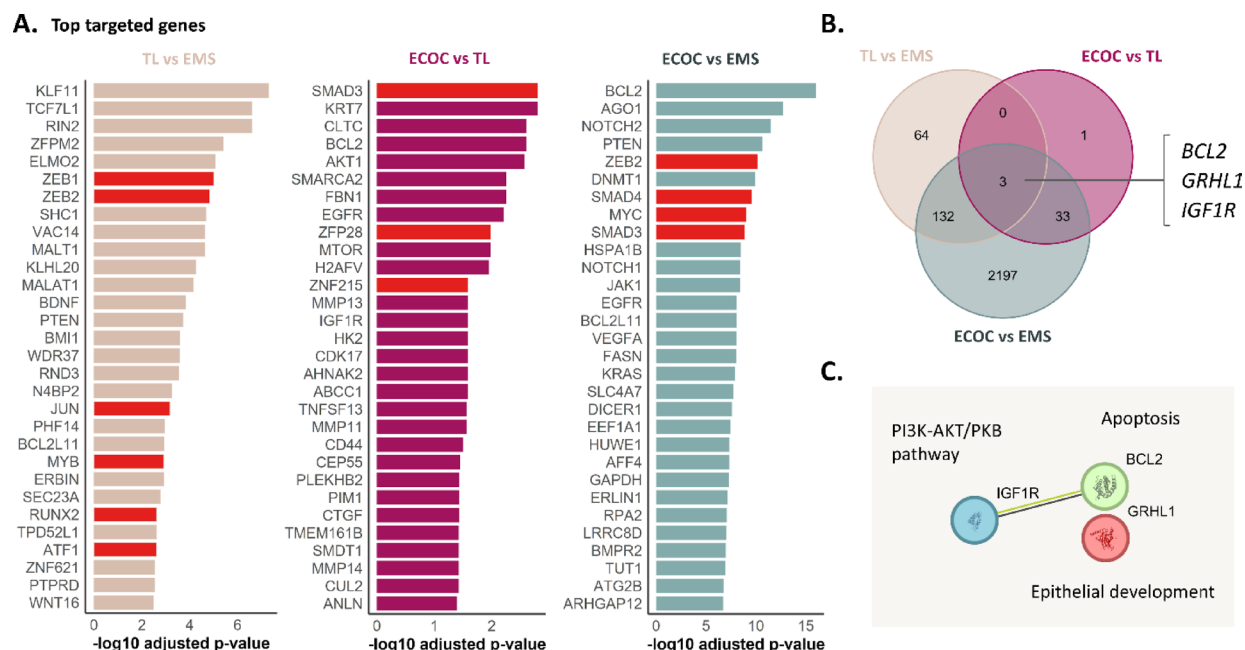 A. Top targeted genes
TL vs EMS
KLF11
TCF7L1
RIN2
ZFPM2
ELMO2
ZEB1
ZEB2
SHC1
VAC14
MALT1
KLHL20
MALAT1
BDNF
PTEN
BMI1
WDR37
RND3
N4BP2
JUN
PHF14
BCL2L11
MYB
ERBIN
SEC23A
RUNX2
TPD52L1
ATF1
ZNF621
PTPRD
WNT16
0 2 4 6
-log10 adjusted p-value
ECOC vs TL
SMAD3
KRT7
CLTC
BCL2
AKT1
SMARCA2
FBN1
EGFR
ZFP28
MTOR
H2AFV
ZNF215
MMP13
IGF1R
HK2
CDK17
AHNAK2
ABCC1
TNFSF13
MMP11
CD44
CEP55
PLEKHB2
PIM1
CTGF
TMEM161B
SMDT1
MMP14
CUL2
ANLN
0 1 2
-log10 adjusted p-value
ECOC vs EMS
BCL2
AGO1
NOTCH2
PTEN
ZEB2
DNMT1
SMAD4
MYC
SMAD3
HSPA1B
NOTCH1
JAK1
EGFR
BCL2L11
VEGFA
FASN
KRAS
SLC4A7
DICER1
EEF1A1
HUWE1
AFF4
GAPDH
ERLIN1
RPA2
LRRC8D
BMPR2
TUT1
ATG2B
ARHGAP12
0 5 10 15
-log10 adjusted p-value
B.
TL vs EMS
ECOC vs TL
0
64
1
3
132
33
2197
ECOC vs EMS
BCL2
GRHL1
IGF1R
C.
PI3K-AKT/PKB
pathway
Apoptosis
BCL2
IGF1R
GRHL1
Epithelial development